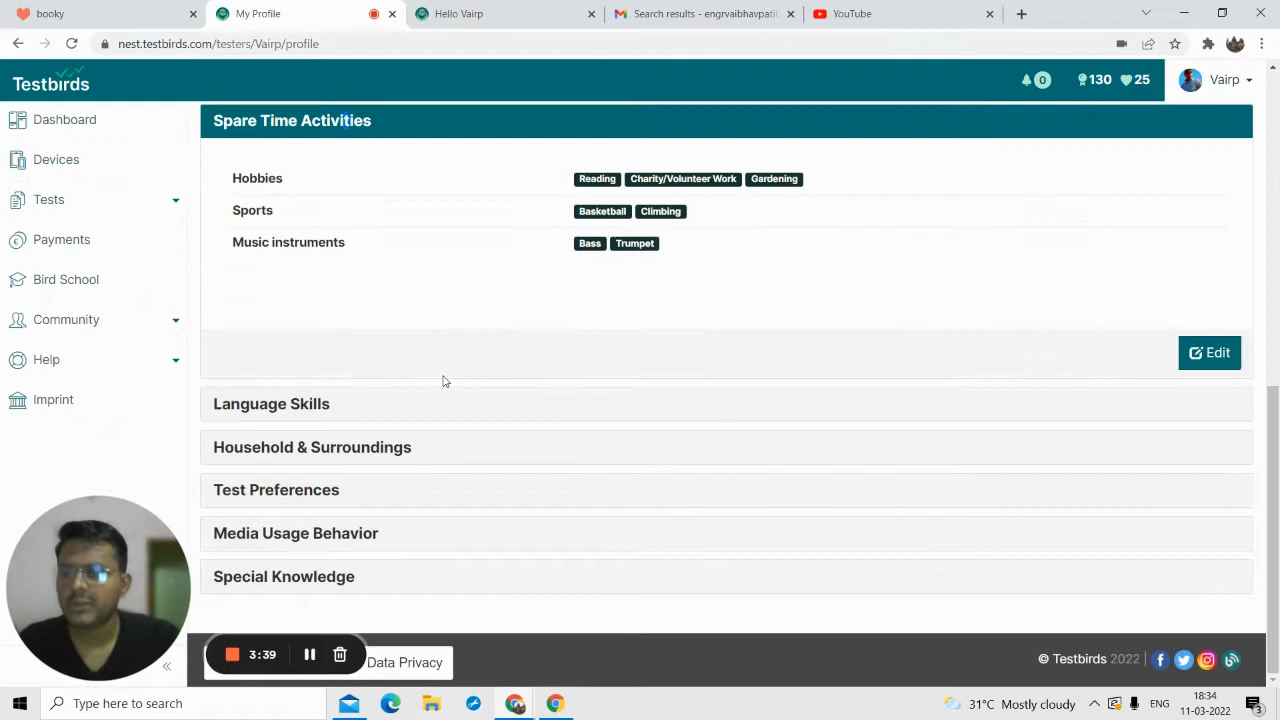 booky
My Profile
Hello Vairp
Search results - engrvaibhavpati
YouTube
nest.testbirds.com/testers/Vairp/profile
Testbirds
0
130
25
Vairp
Dashboard
Devices
Tests
Payments
Bird School
Community
Help
Imprint
Spare Time Activities
Hobbies
Reading Charity/Volunteer Work Gardening
Sports
Basketball Climbing
Music instruments
Bass Trumpet
Edit
Language Skills
Household & Surroundings
Test Preferences
Media Usage Behavior
Special Knowledge
3:39
Data Privacy
© Testbirds 2022
Type here to search
31°C Mostly cloudy
ENG
18:34
11-03-2022
3